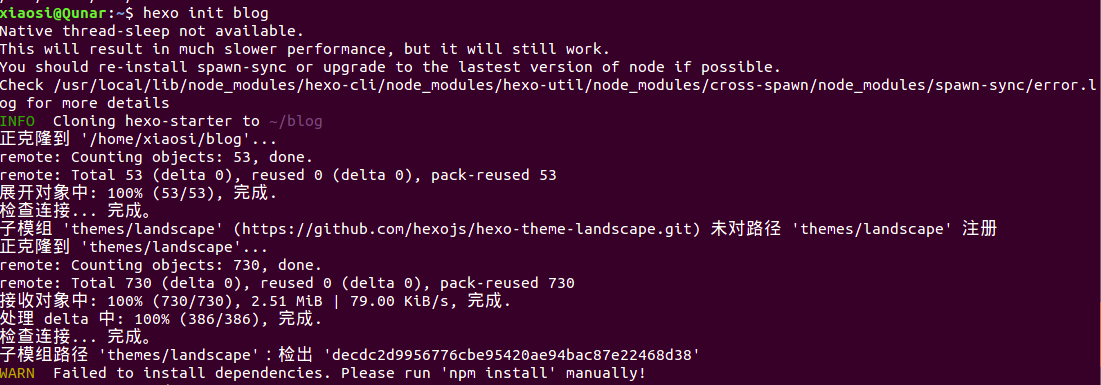 xiaosi@Qunar:~$ hexo init blog
Native thread-sleep not available.
This will result in much slower performance, but it will still work.
You should re-install spawn-sync or upgrade to the lastest version of node if possible.
Check /usr/local/lib/node_modules/hexo-cli/node_modules/hexo-util/node_modules/cross-spawn/node_modules/spawn-sync/error.l
og for more details
INFO  Cloning hexo-starter to ~/blog
正克隆到 '/home/xiaosi/blog'...
remote: Counting objects: 53, done.
remote: Total 53 (delta 0), reused 0 (delta 0), pack-reused 53
展开对象中: 100% (53/53), 完成.
检查连接... 完成。
子模组 'themes/landscape' (https://github.com/hexojs/hexo-theme-landscape.git) 未对路径 'themes/landscape' 注册
正克隆到 'themes/landscape'...
remote: Counting objects: 730, done.
remote: Total 730 (delta 0), reused 0 (delta 0), pack-reused 730
接收对象中: 100% (730/730), 2.51 MiB | 79.00 KiB/s, 完成.
处理 delta 中: 100% (386/386), 完成.
检查连接... 完成。
子模组路径 'themes/landscape'：检出 'decdc2d9956776cbe95420ae94bac87e22468d38'
WARN  Failed to install dependencies. Please run 'npm install' manually!